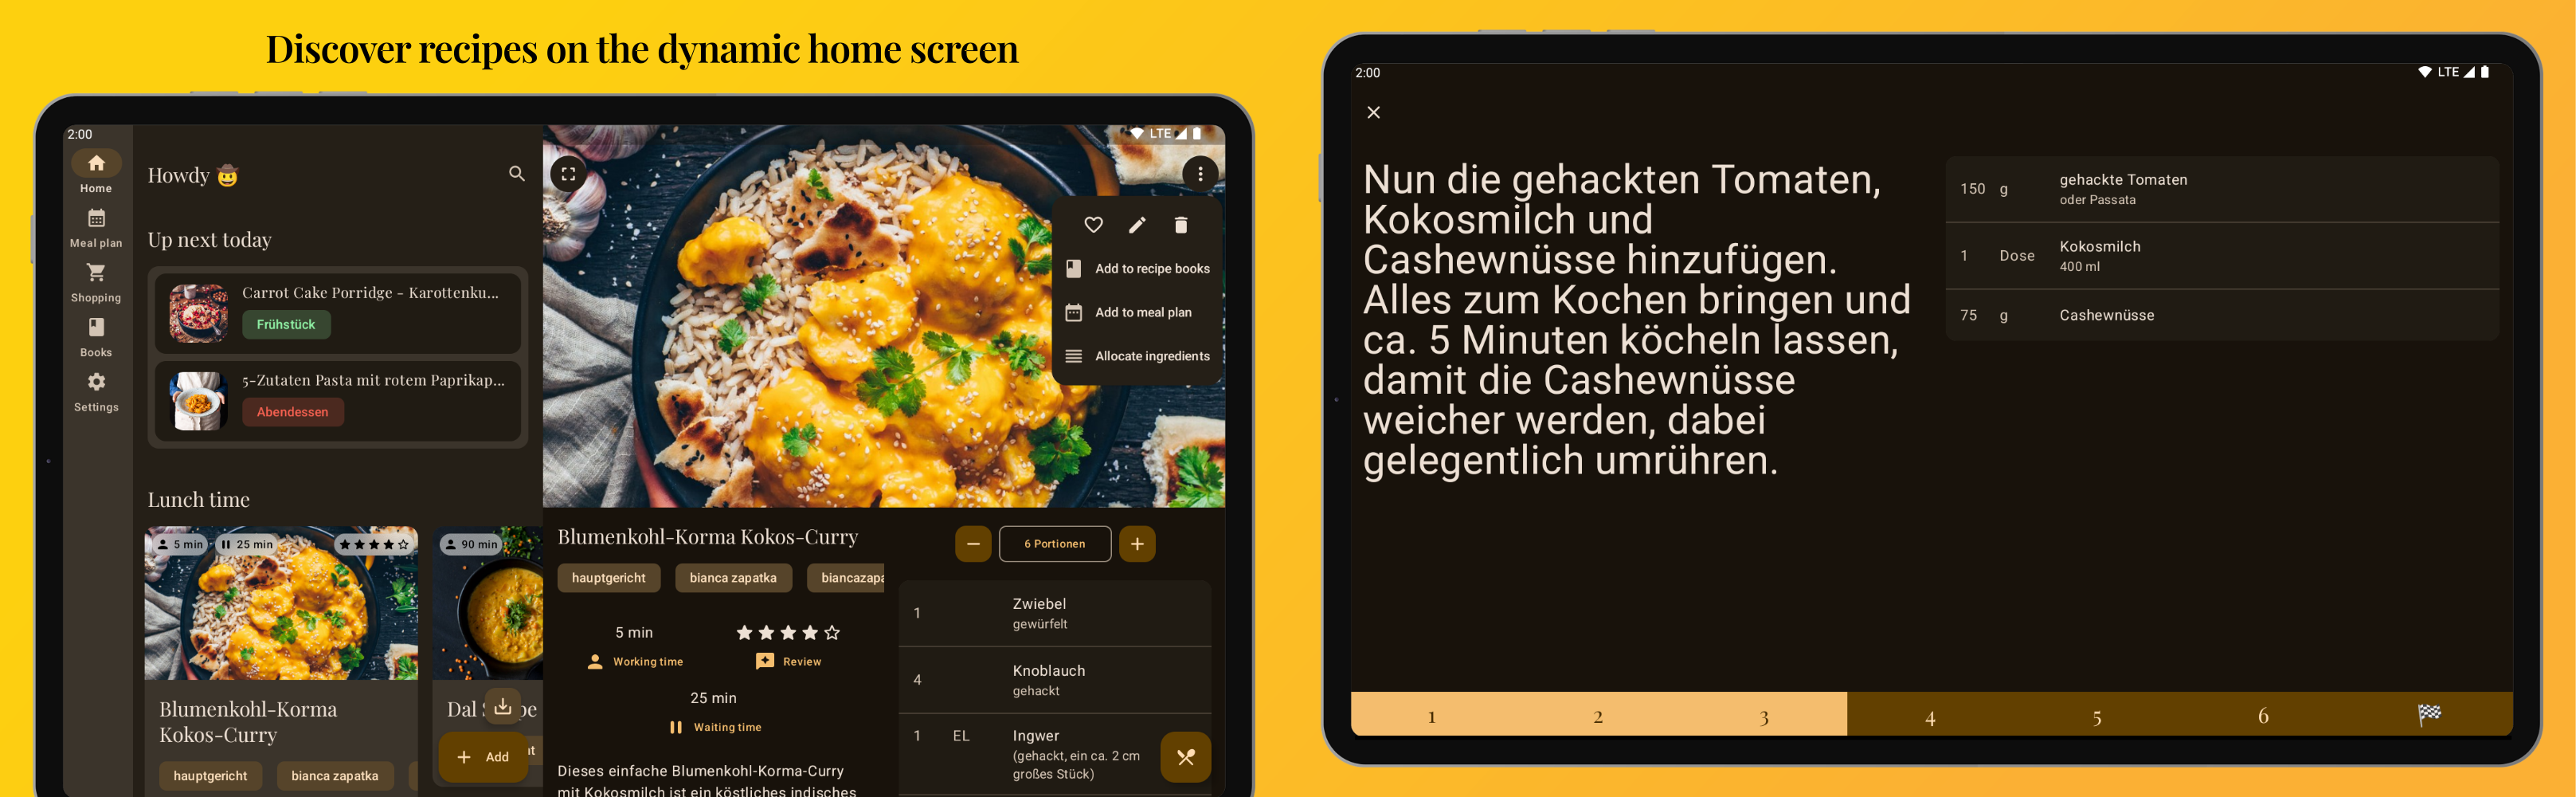 Discover recipes on the dynamic home screen
2:00
LTE
Home
Meal plan
Shopping
Books
Settings
Howdy 🤠
Up next today
Carrot Cake Porridge - Karottenku...
Frühstück
5-Zutaten Pasta mit rotem Paprikap...
Abendessen
Lunch time
5 min
25 min
90 min
Blumenkohl-Korma
Kokos-Curry
hauptgericht
bianca zapatka
Dal
Add
Add to recipe books
Add to meal plan
Allocate ingredients
Blumenkohl-Korma Kokos-Curry
hauptgericht
bianca zapatka
biancazapa
5 min
Working time
Review
25 min
Waiting time
Dieses einfache Blumenkohl-Korma-Curry
mit Kokosmilch ist ein köstliches indisches
6 Portionen
1 Zwiebel
gewürfelt
4 Knoblauch
gehackt
1 EL Ingwer
(gehackt, ein ca. 2 cm
großes Stück)
2:00
LTE
Nun die gehackten Tomaten,
Kokosmilch und
Cashewnüsse hinzufügen.
Alles zum Kochen bringen und
ca. 5 Minuten köcheln lassen,
damit die Cashewnüsse
weicher werden, dabei
gelegentlich umrühren.
150 g gehackte Tomaten
oder Passata
1 Dose Kokosmilch
400 ml
75 g Cashewnüsse
1 2 3 4 5 6